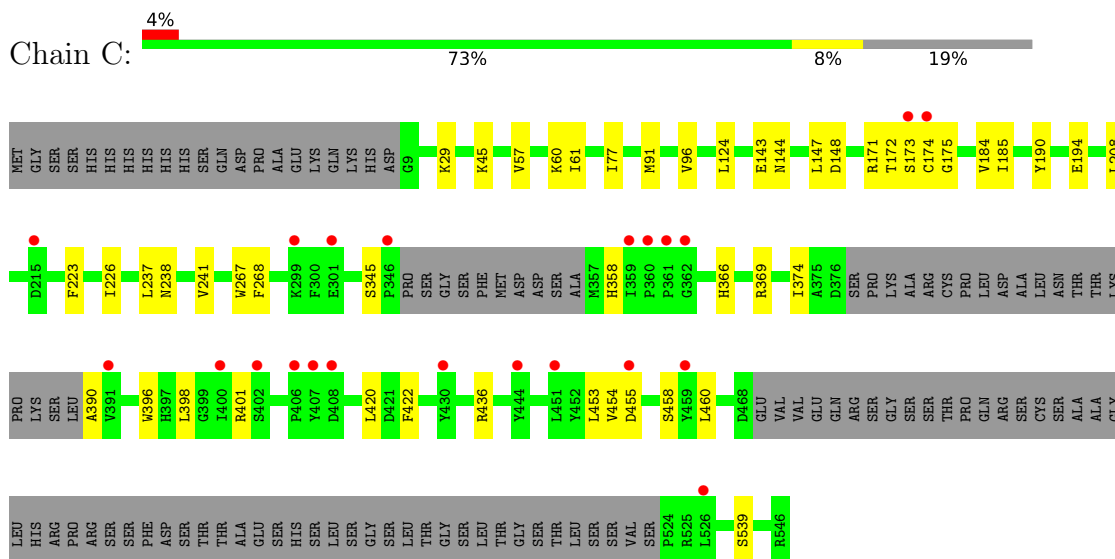 4%
Chain C:
73% 8% 19%
MET GLY SER SER HIS HIS HIS HIS HIS HIS SER GLN ASP PRO ALA GLU LYS GLN LYS HIS ASP G9 K29 K45 V57 K60 I61 I77 M91 V96 L124 E143 N144 L147 D148 R171 T172 S173 C174 G175 V184 I185 Y190 E194
D215 F223 I226 L237 N238 V241 W267 F268 K299 F300 E301 S345 P346 PRO SER GLY SER PHE MET ASP ASP SER ALA M357 H358 I359 P360 P361 G362 H366 R369 I374 A375 D376 SER PRO LYS ALA ARG CYS PRO LEU ASP ALA LEU ASN THR THR LYS
PRO LYS SER LEU A390 V391 W396 H397 L398 G399 I400 R401 S402 P406 Y407 D408 L420 D421 F422 Y430 R436 Y444 L451 Y452 L453 V454 D455 S458 Y459 L460 D468 GLU VAL VAL GLU GLN ARG SER GLY SER SER THR PRO GLN ARG SER CYS SER ALA ALA GLY
LEU HIS ARG PRO ARG SER SER PHE ASP SER THR THR ALA GLU SER HIS SER LEU SER GLY SER LEU THR GLY SER LEU THR GLY SER THR LEU SER SER VAL SER P524 R525 L526 S539 R546